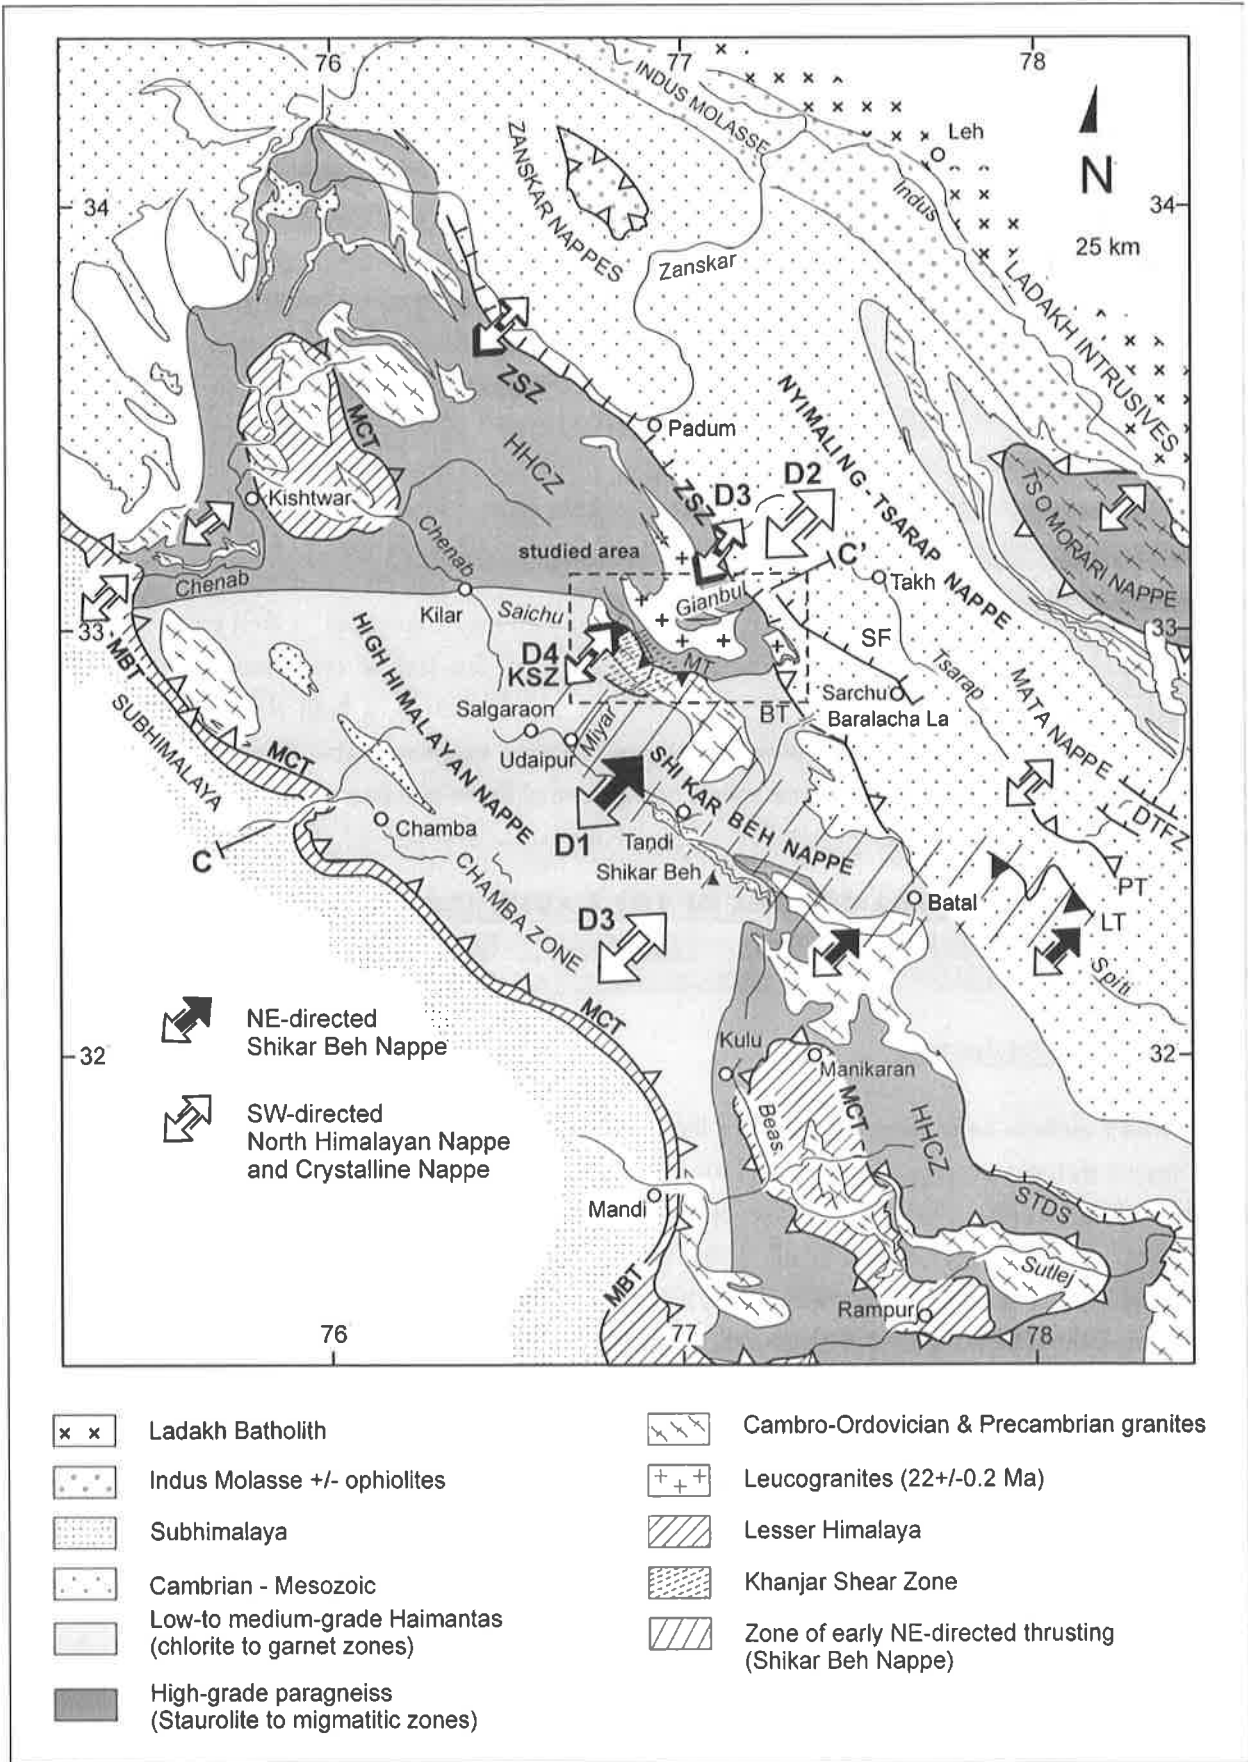 76
77
78
INDUS MOLASSE
Leh
N
ZANSKAR NAPPES
Indus
34
34
25 km
Zanskar
LADAKH INTRUSIVES
ZSZ
MCT
Padum
NYIMALING-TSARAP NAPPE
HHCZ
ZSZ
D3
D2
TSOMORARI NAPPE
Kishtwar
Chenab
studied area
C'
Chenab
Takh
Gianbul
Kilar
Saichu
33
33
SF
MBT
HIGH HIMALAYAN NAPPE
D4
KSZ
MT
Tsarap
Sarchu
MATA NAPPE
SUBHIMALAYA
Salgaraon
BT
Baralacha La
Miyar
Udaipur
MCT
SHIKAR BEH NAPPE
DTFZ
Chamba
C
D1
Tandi
Shikar Beh
PT
CHAMBA ZONE
Batal
LT
D3
Spiti
NE-directed
Shikar Beh Nappe
MCT
Kulu
32
32
Manikaran
SW-directed
North Himalayan Nappe
and Crystalline Nappe
Beas
MCT
HHCZ
Mandi
STDS
Sutlej
MBT
Rampur
76
77
78
Ladakh Batholith
Indus Molasse +/- ophiolites
Subhimalaya
Cambrian - Mesozoic
Low-to medium-grade Haimantas
(chlorite to garnet zones)
High-grade paragneiss
(Staurolite to migmatitic zones)
Cambro-Ordovician & Precambrian granites
Leucogranites (22+/-0.2 Ma)
Lesser Himalaya
Khanjar Shear Zone
Zone of early NE-directed thrusting
(Shikar Beh Nappe)